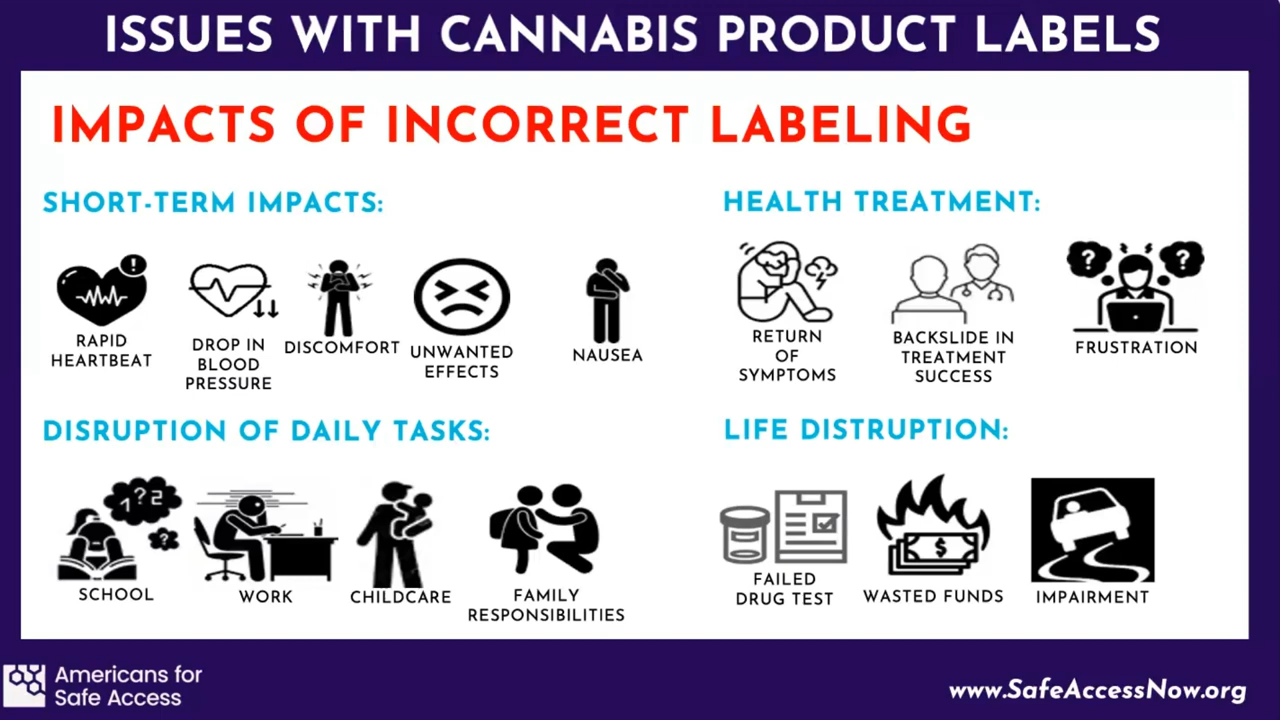 ISSUES WITH CANNABIS PRODUCT LABELS
IMPACTS OF INCORRECT LABELING
SHORT-TERM IMPACTS:
RAPID
HEARTBEAT
DROP IN
BLOOD
PRESSURE
DISCOMFORT
UNWANTED
EFFECTS
NAUSEA
HEALTH TREATMENT:
RETURN
OF
SYMPTOMS
BACKSLIDE IN
TREATMENT
SUCCESS
? ?
FRUSTRATION
DISRUPTION OF DAILY TASKS:
1 ? 2
?
SCHOOL
WORK
CHILDCARE
FAMILY
RESPONSIBILITIES
LIFE DISTRUPTION:
FAILED
DRUG TEST
$
WASTED FUNDS
IMPAIRMENT
Americans for
Safe Access
www.SafeAccessNow.org